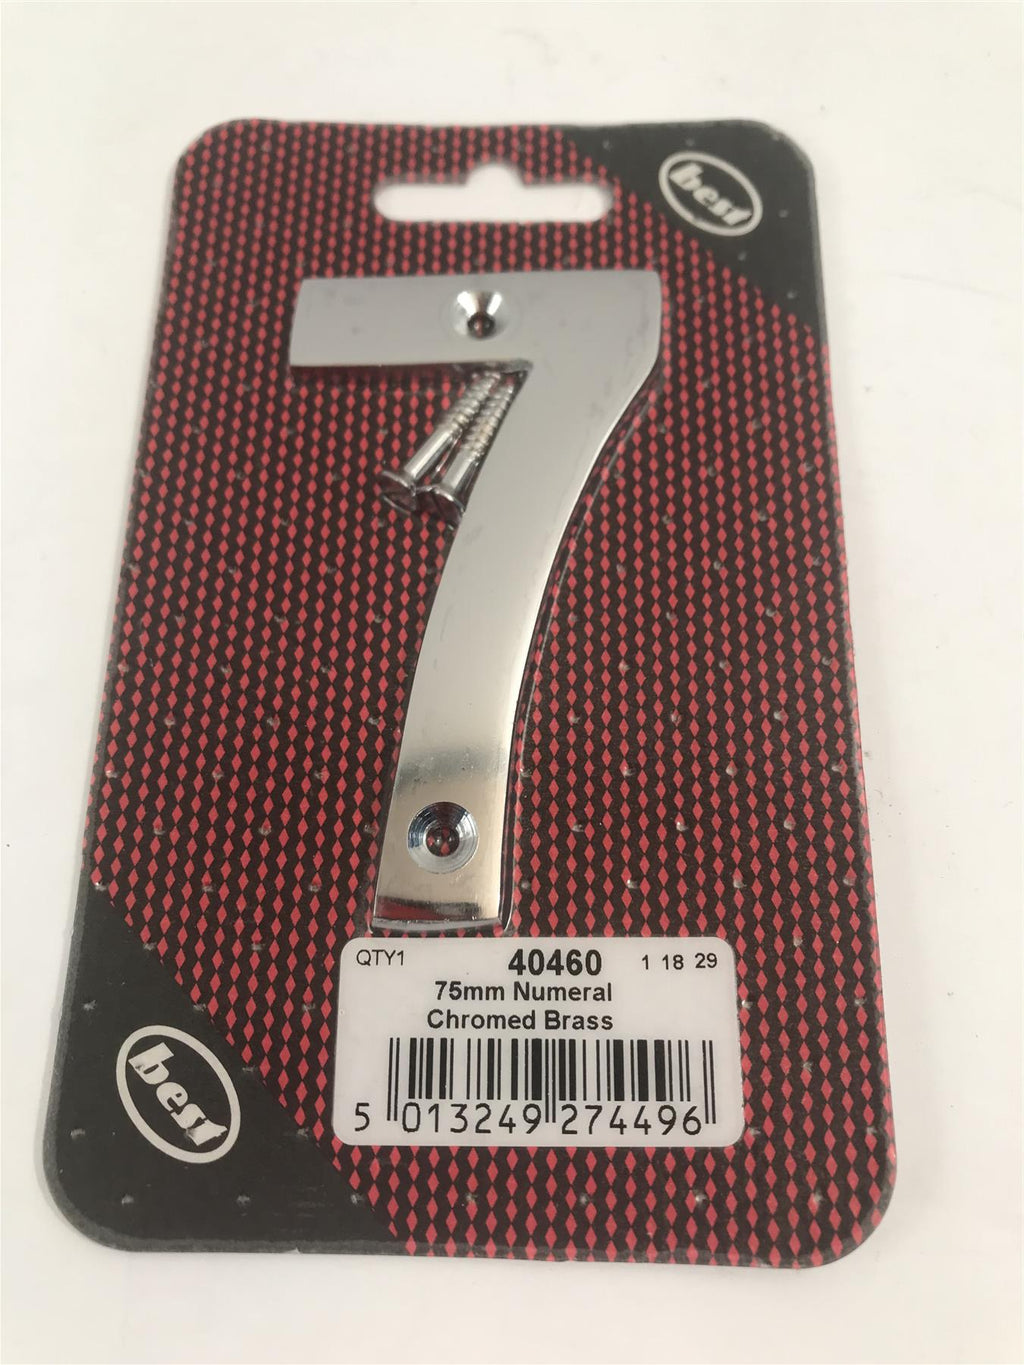 best
7
QTY1 40460 1 18 29
75mm Numeral
Chromed Brass
5 013249 274496
best